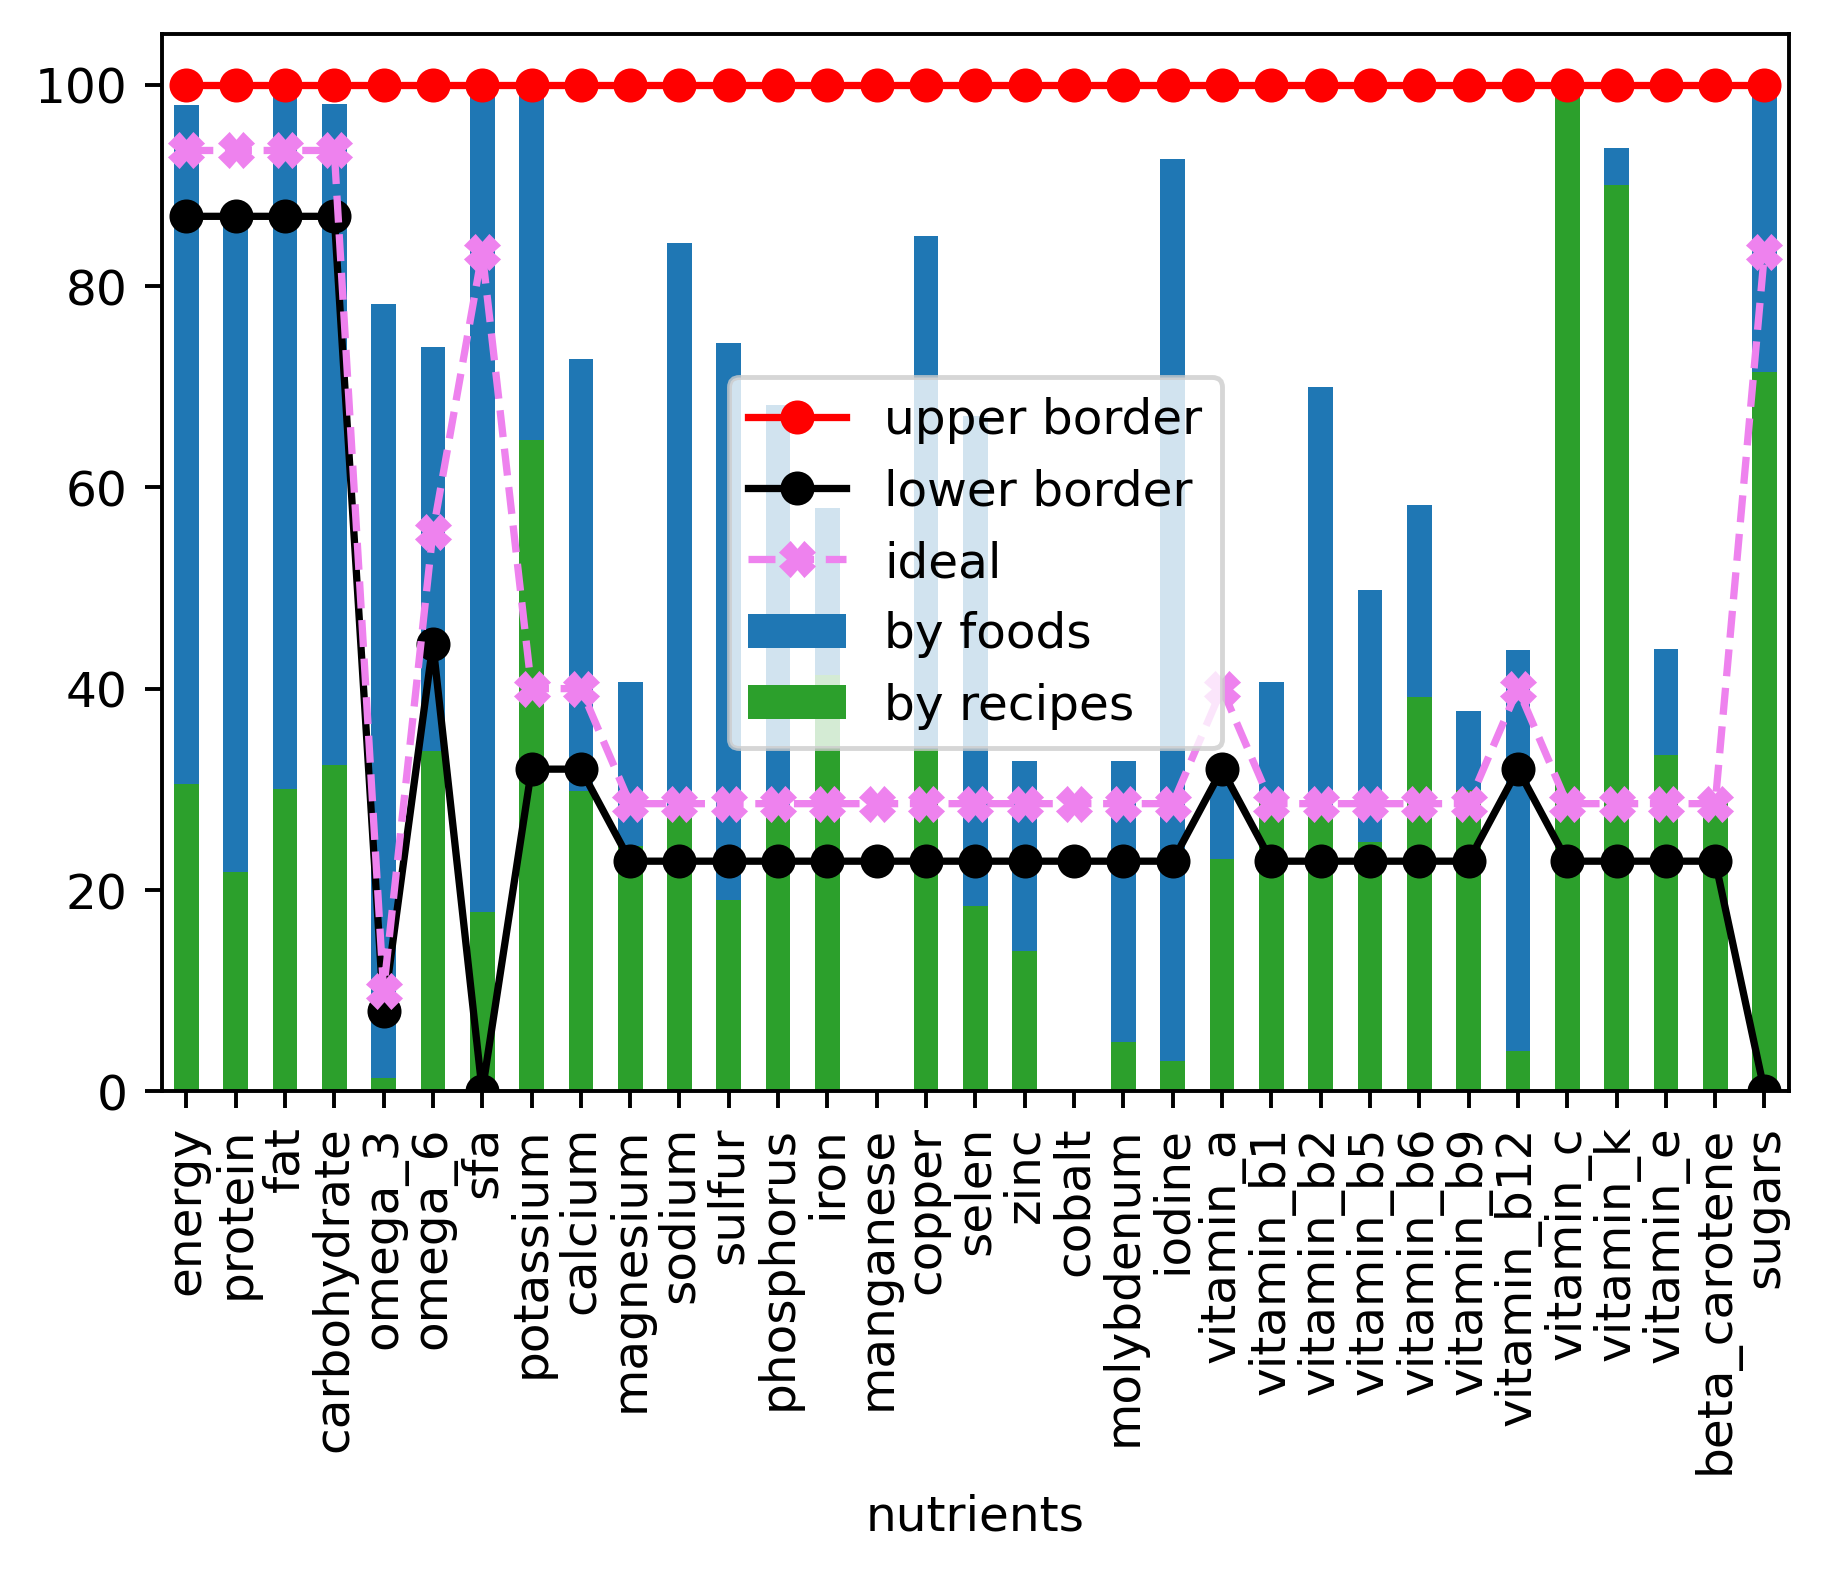 100
80
60
40
20
0
upper border
lower border
ideal
by foods
by recipes
energy
protein
fat
carbohydrate
omega_3
omega_6
sfa
potassium
calcium
magnesium
sodium
sulfur
phosphorus
iron
manganese
copper
selen
zinc
cobalt
molybdenum
iodine
vitamin_a
vitamin_b1
vitamin_b2
vitamin_b5
vitamin_b6
vitamin_b9
vitamin_b12
vitamin_c
vitamin_k
vitamin_e
beta_carotene
sugars
nutrients